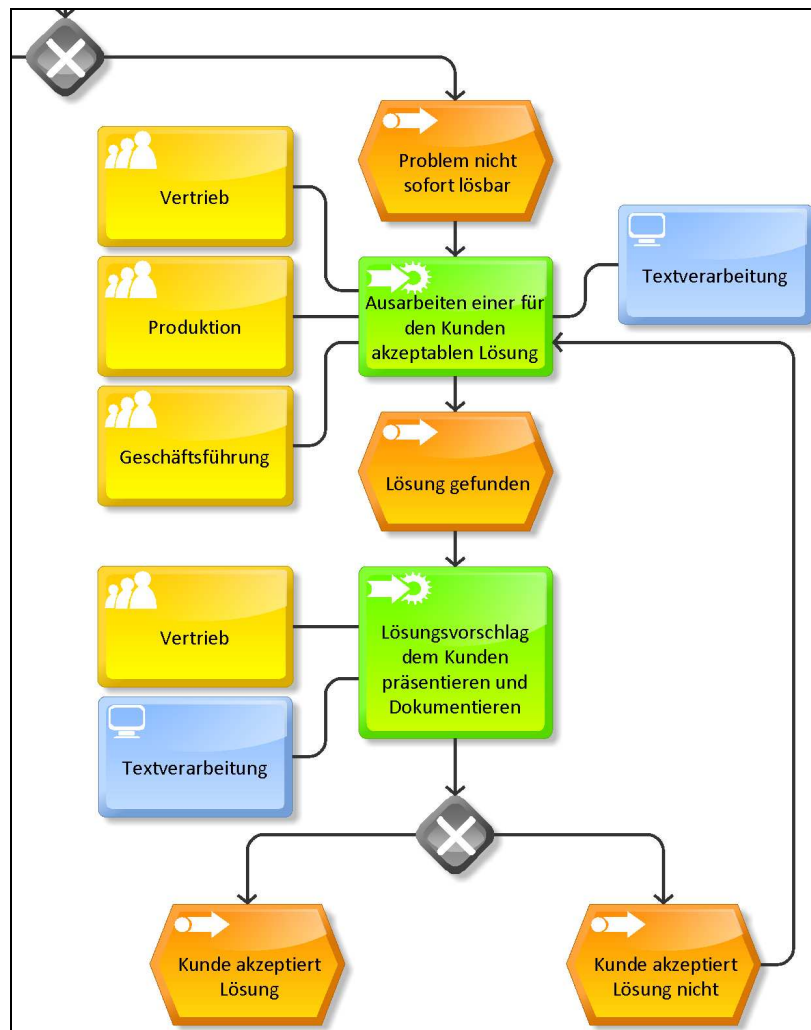 Problem nicht
sofort lösbar
Vertrieb
Textverarbeitung
Ausarbeiten einer für
den Kunden
akzeptablen Lösung
Produktion
Geschäftsführung
Lösung gefunden
Vertrieb
Lösungsvorschlag
dem Kunden
präsentieren und
Dokumentieren
Textverarbeitung
Kunde akzeptiert
Lösung
Kunde akzeptiert
Lösung nicht